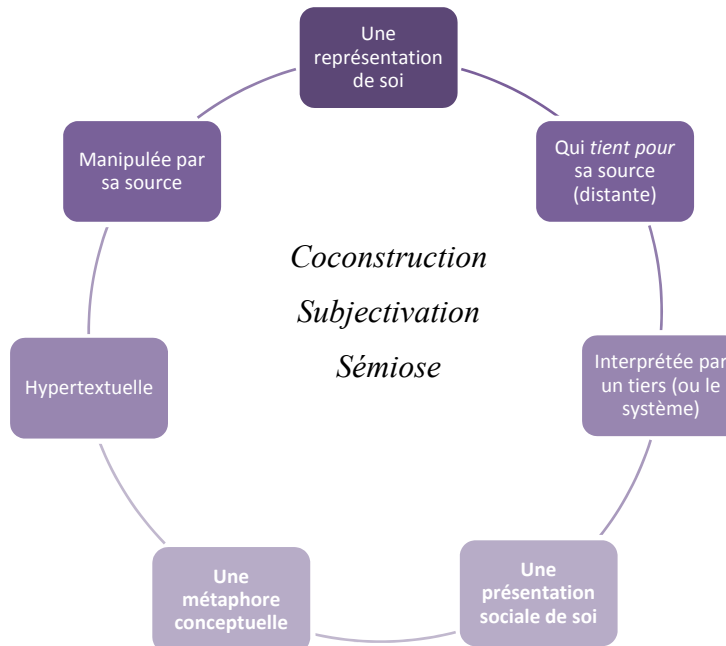 Une
représentation
de soi
Qui tient pour
sa source
(distante)
Interprétée par
un tiers (ou le
système)
Une
présentation
sociale de soi
Une
métaphore
conceptuelle
Hypertextuelle
Manipulée par
sa source
Coconstruction
Subjectivation
Sémiose